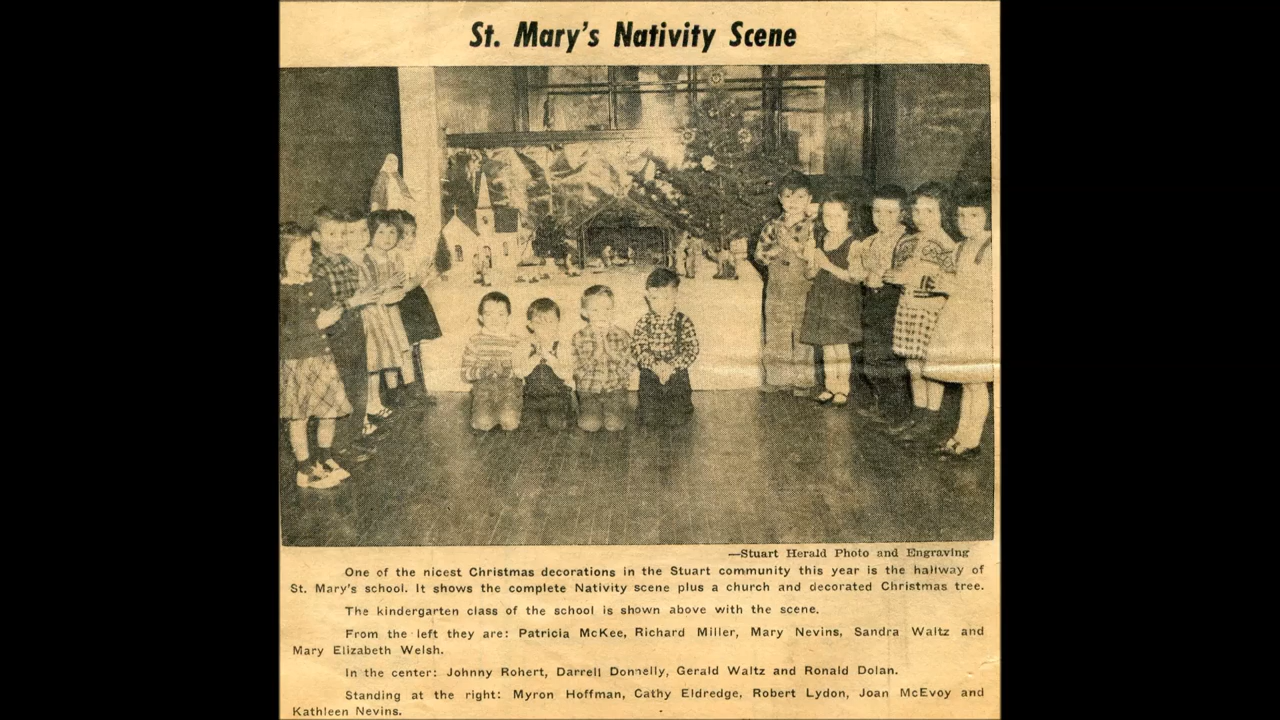 St. Mary's Nativity Scene
—Stuart Herald Photo and Engraving
One of the nicest Christmas decorations in the Stuart community this year is the hallway of
St. Mary's school. It shows the complete Nativity scene plus a church and decorated Christmas tree.
The kindergarten class of the school is shown above with the scene.
From the left they are: Patricia McKee, Richard Miller, Mary Nevins, Sandra Waltz and
Mary Elizabeth Welsh.
In the center: Johnny Rohert, Darrell Donnelly, Gerald Waltz and Ronald Dolan.
Standing at the right: Myron Hoffman, Cathy Eldredge, Robert Lydon, Joan McEvoy and
Kathleen Nevins.